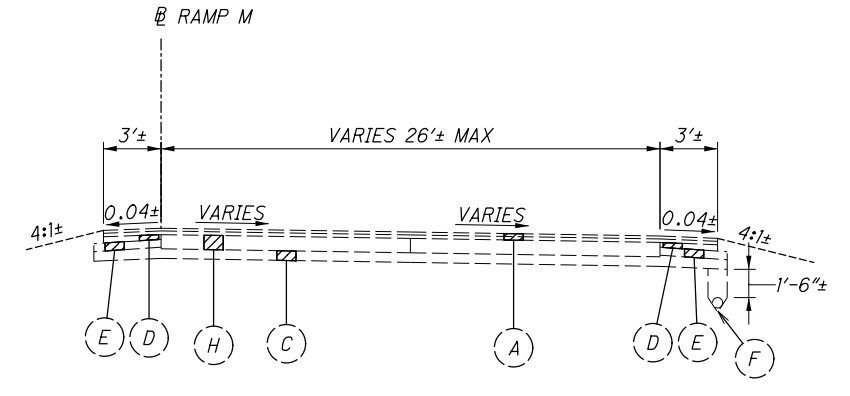 ℄ RAMP M
3'± VARIES 26'± MAX 3'±
4:1± 0.04± VARIES VARIES 0.04± 4:1±
1'-6"±
E D H C A D E F